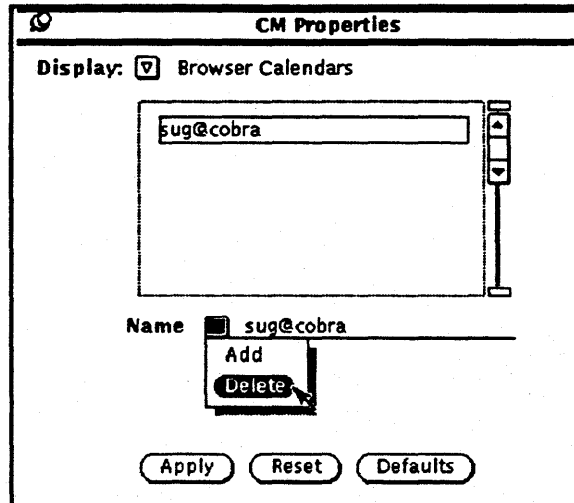 CM Properties
Display: Browser Calendars
sug@cobra
Name sug@cobra
Add
Delete
Apply Reset Defaults